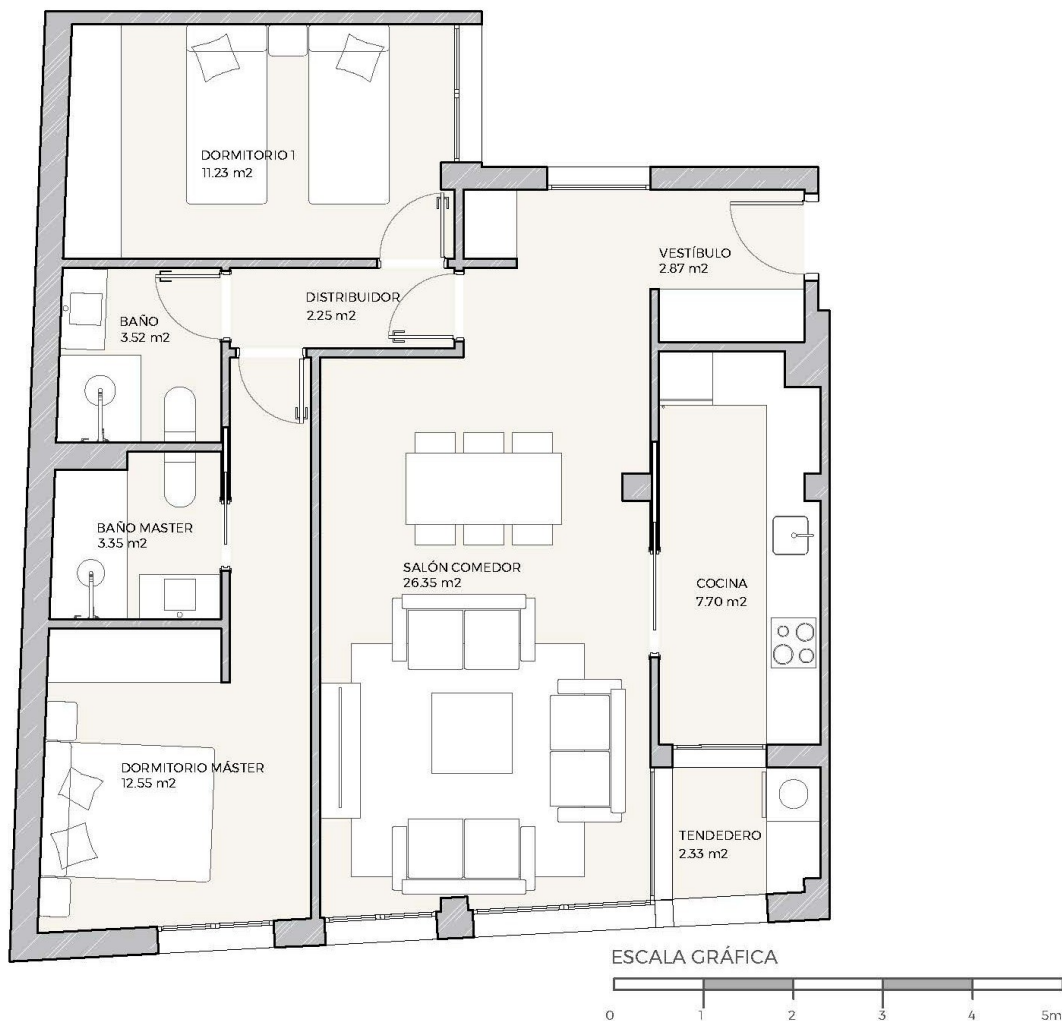 DORMITORIO 1
11.23 m2
VESTÍBULO
2.87 m2
DISTRIBUIDOR
2.25 m2
BAÑO
3.52 m2
BAÑO MASTER
3.35 m2
SALÓN COMEDOR
26.35 m2
COCINA
7.70 m2
DORMITORIO MÁSTER
12.55 m2
TENDEDERO
2.33 m2
ESCALA GRÁFICA
0 1 2 3 4 5m